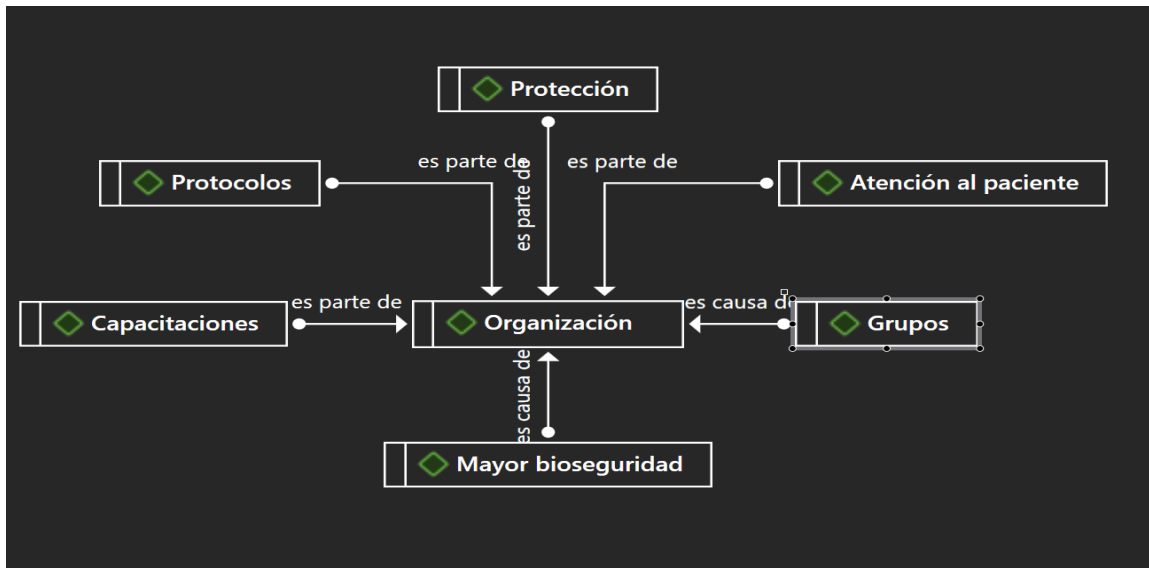 Protección
es parte de
es parte de
es parte de
Protocolos
Atención al paciente
es parte de
es causa de
Capacitaciones
Organización
Grupos
es causa de
Mayor bioseguridad